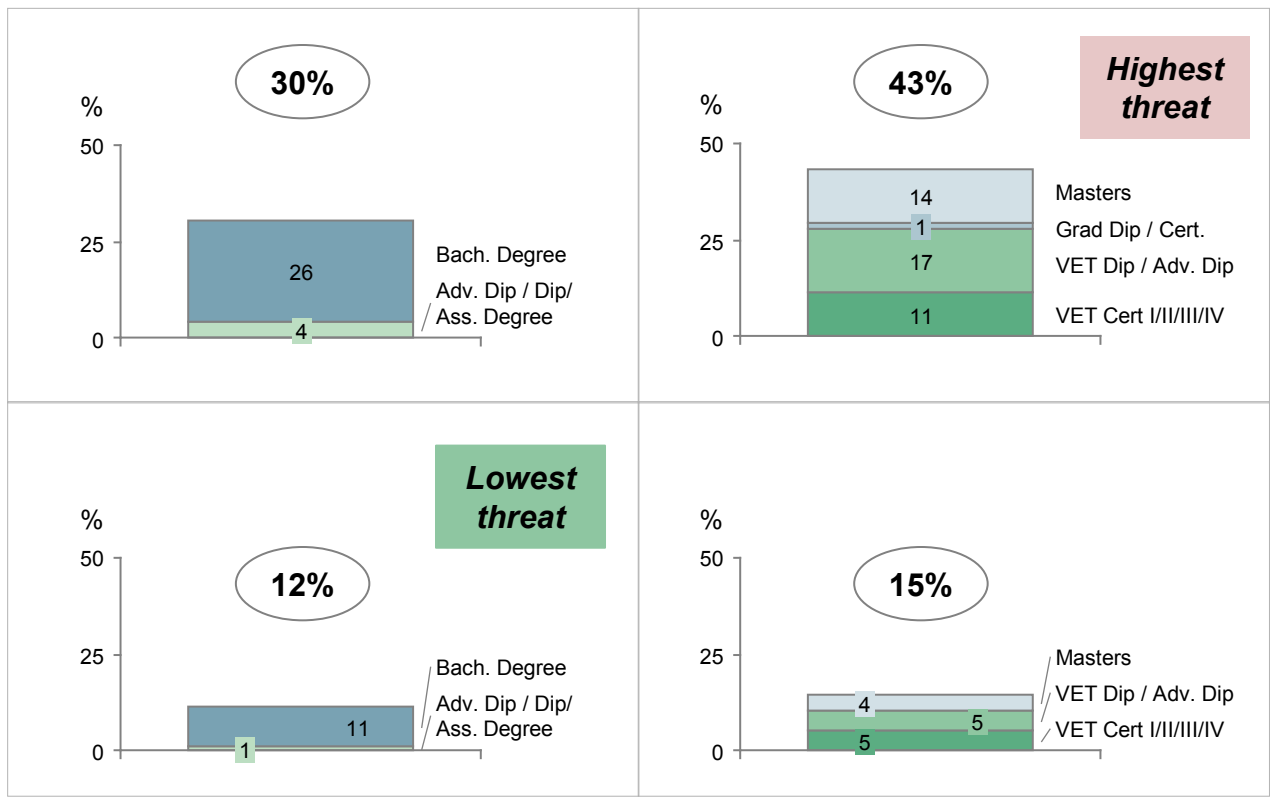 30%
%
50
25
0
26
4
Bach. Degree
Adv. Dip / Dip/
Ass. Degree
43%
Highest
threat
%
50
25
0
14
1
17
11
Masters
Grad Dip / Cert.
VET Dip / Adv. Dip
VET Cert I/II/III/IV
Lowest
threat
%
50
12%
25
0
11
1
Bach. Degree
Adv. Dip / Dip/
Ass. Degree
%
50
15%
25
0
4
5
5
Masters
VET Dip / Adv. Dip
VET Cert I/II/III/IV